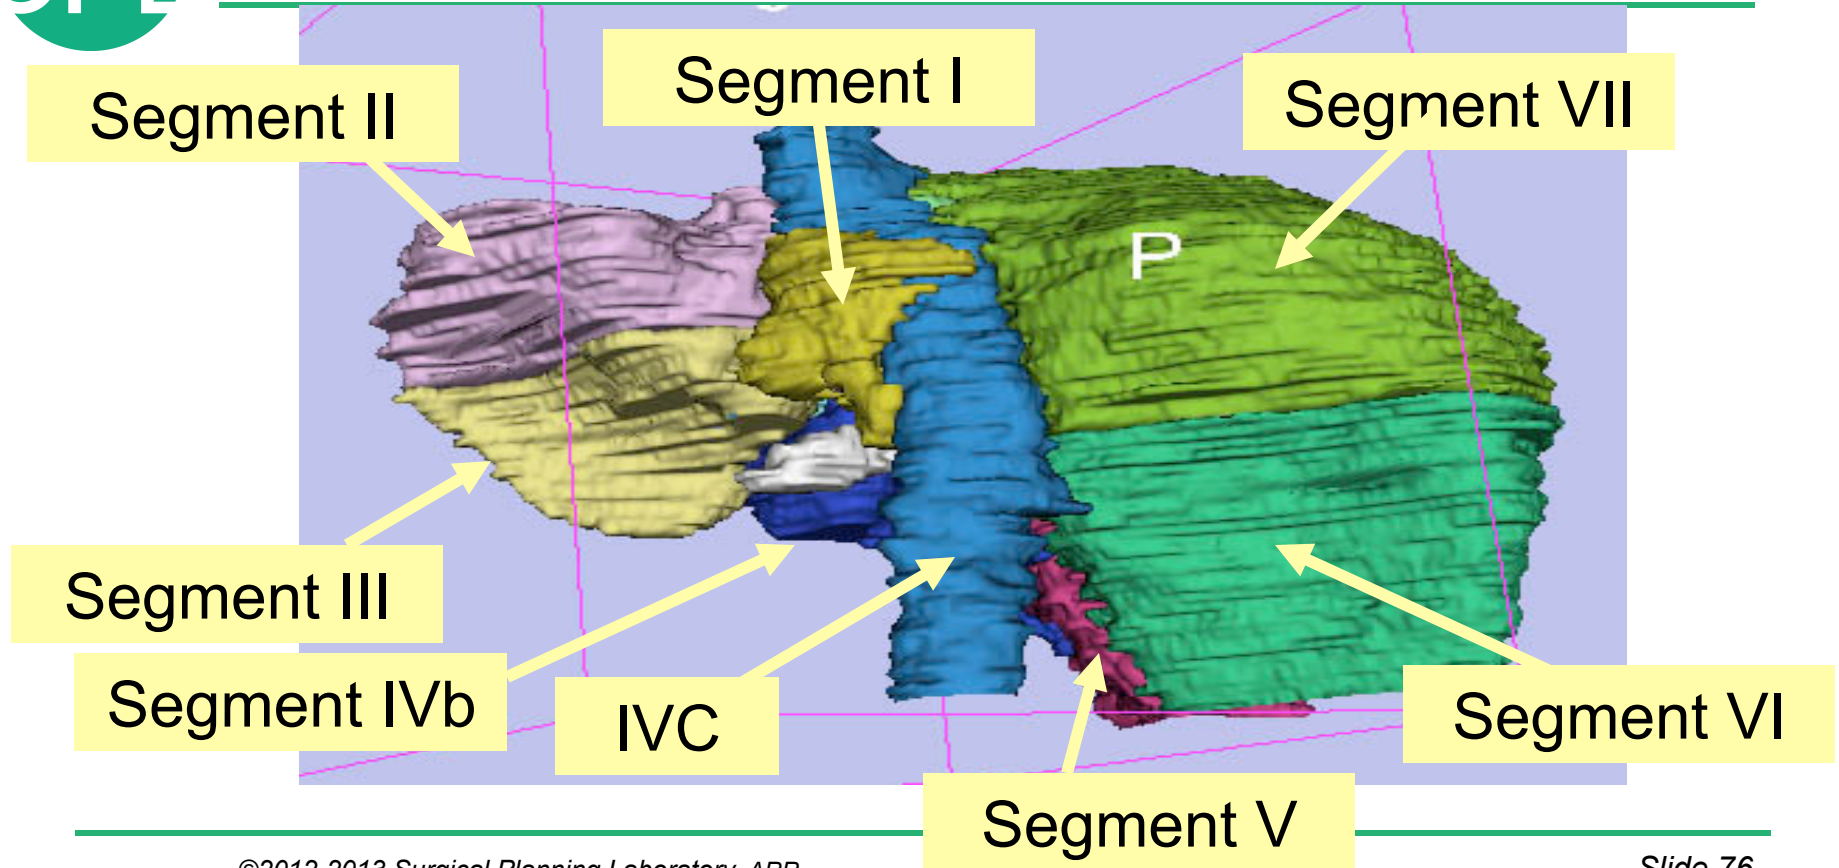 Segment I
Segment II
Segment VII
P
Segment III
Segment IVb
IVC
Segment VI
Segment V
Slide 76